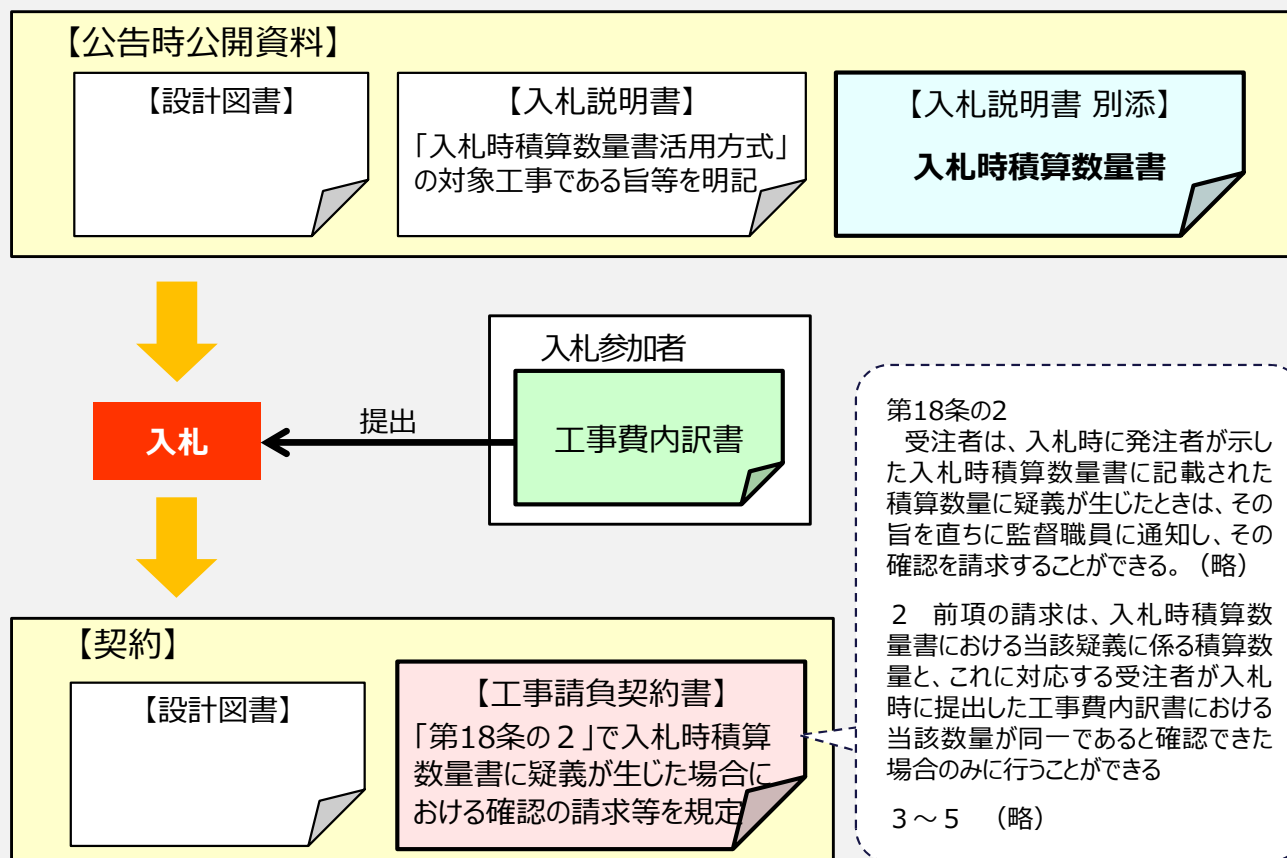 【公告時公開資料】
【設計図書】
【入札説明書】
「入札時積算数量書活用方式」
の対象工事である旨等を明記
【入札説明書 別添】
入札時積算数量書
入札参加者
工事費内訳書
提出
入札
【契約】
【設計図書】
【工事請負契約書】
「第18条の２」で入札時積算
数量書に疑義が生じた場合に
おける確認の請求等を規定
第18条の2
　受注者は、入札時に発注者が示し
た入札時積算数量書に記載された
積算数量に疑義が生じたときは、その
旨を直ちに監督職員に通知し、その
確認を請求することができる。（略）
２　前項の請求は、入札時積算数
量書における当該疑義に係る積算数
量と、これに対応する受注者が入札
時に提出した工事費内訳書における
当該数量が同一であると確認できた
場合のみに行うことができる
３～５　（略）